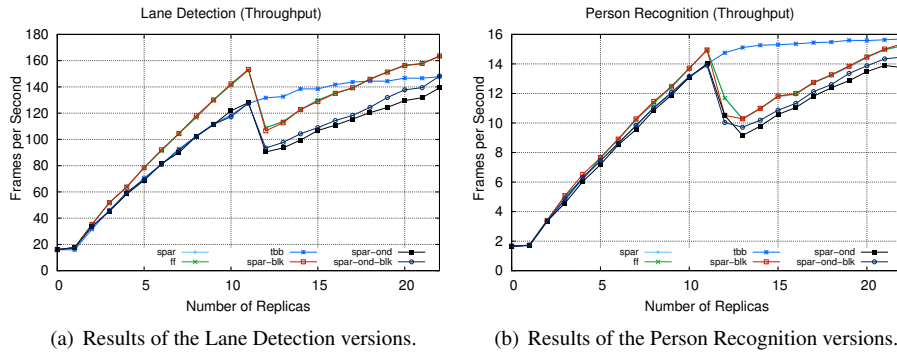 Lane Detection (Throughput)
Frames per Second
180
160
140
120
100
80
60
40
20
0
spar
ff
tbb
spar-blk
spar-ond
spar-ond-blk
0 5 10 15 20
Number of Replicas
(a) Results of the Lane Detection versions.
Person Recognition (Throughput)
Frames per Second
16
14
12
10
8
6
4
2
0
spar
ff
tbb
spar-blk
spar-ond
spar-ond-blk
0 5 10 15 20
Number of Replicas
(b) Results of the Person Recognition versions.